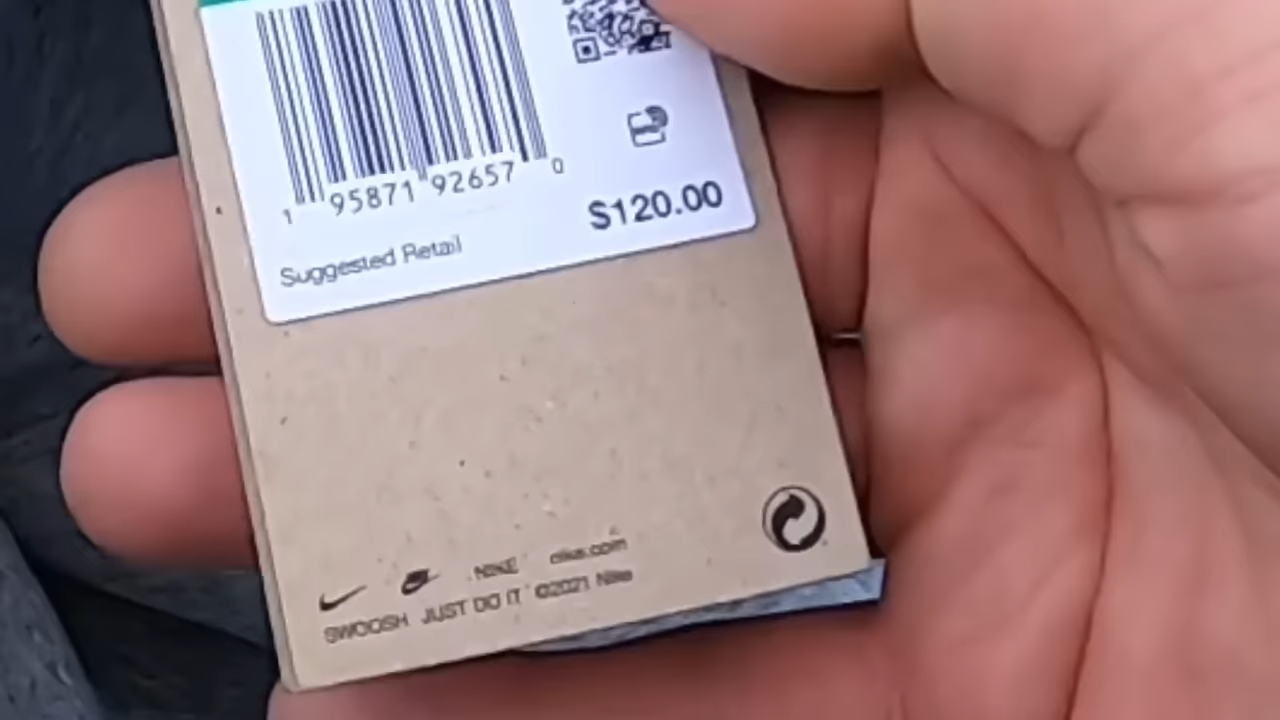 1 95871 92657 0
$120.00
Suggested Retail
NIKE nike.com
SWOOSH JUST DO IT ©2021 Nike